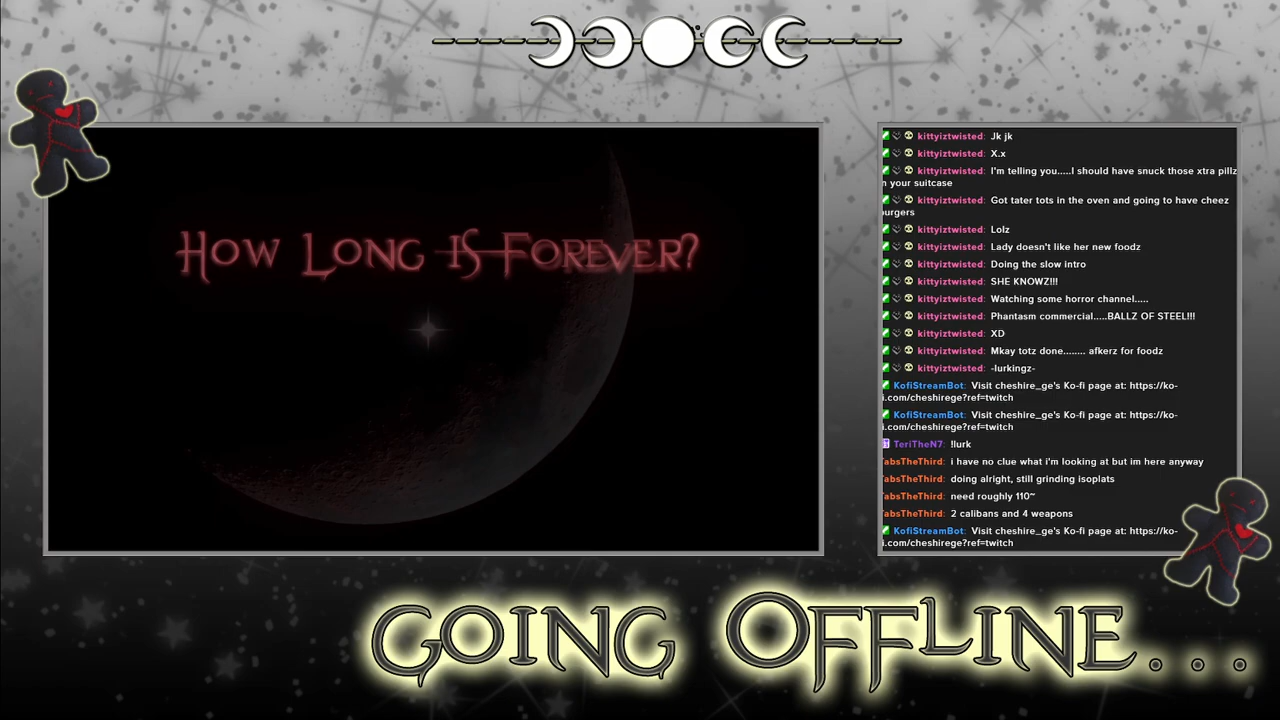 How Long is Forever?
kittyiztwisted: Jk jk
kittyiztwisted: X.x
kittyiztwisted: I'm telling you.....I should have snuck those xtra pillz
n your suitcase
kittyiztwisted: Got tater tots in the oven and going to have cheez
urgers
kittyiztwisted: Lolz
kittyiztwisted: Lady doesn't like her new foodz
kittyiztwisted: Doing the slow intro
kittyiztwisted: SHE KNOWZ!!!
kittyiztwisted: Watching some horror channel.....
kittyiztwisted: Phantasm commercial.....BALLZ OF STEEL!!!
kittyiztwisted: XD
kittyiztwisted: Mkay totz done........ afkerz for foodz
kittyiztwisted: -lurkingz-
KofiStreamBot: Visit cheshire_ge's Ko-fi page at: https://ko-
i.com/cheshirege?ref=twitch
KofiStreamBot: Visit cheshire_ge's Ko-fi page at: https://ko-
i.com/cheshirege?ref=twitch
TeriTheN7: !lurk
TabsTheThird: i have no clue what i'm looking at but im here anyway
TabsTheThird: doing alright, still grinding isoplats
TabsTheThird: need roughly 110~
TabsTheThird: 2 calibans and 4 weapons
KofiStreamBot: Visit cheshire_ge's Ko-fi page at: https://ko-
i.com/cheshirege?ref=twitch
Going Offline...